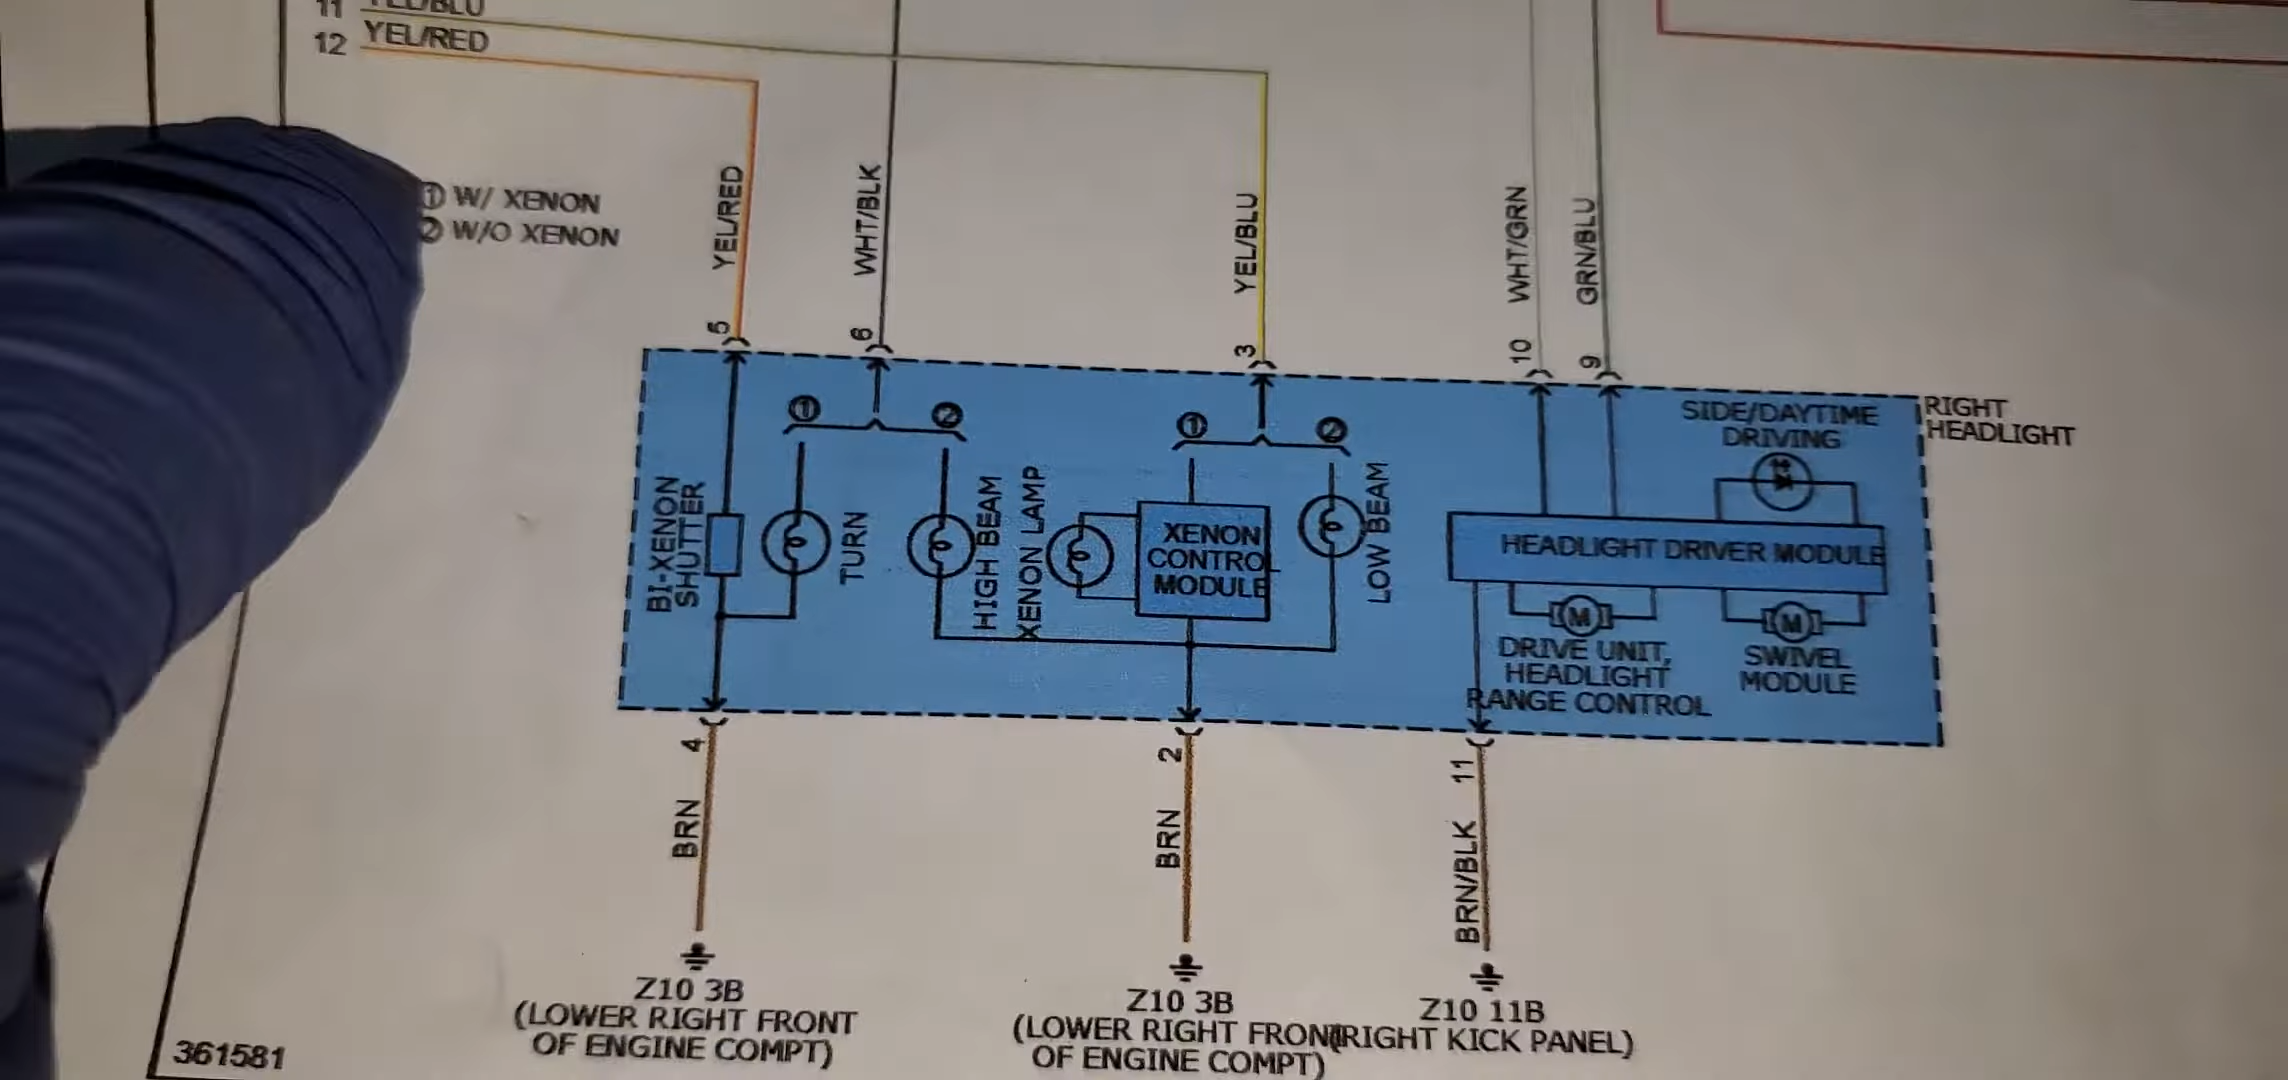 11 YEL/BLU
12 YEL/RED
① W/ XENON
② W/O XENON
YEL/RED
WHT/BLK
YEL/BLU
WHT/GRN
GRN/BLU
5
6
3
10
9
RIGHT
HEADLIGHT
①
②
①
②
SIDE/DAYTIME
DRIVING
BI-XENON
SHUTTER
TURN
HIGH BEAM
XENON LAMP
XENON
CONTROL
MODULE
LOW BEAM
HEADLIGHT DRIVER MODULE
M
M
DRIVE UNIT,
HEADLIGHT
RANGE CONTROL
SWIVEL
MODULE
4
2
11
BRN
BRN
BRN/BLK
Z10 3B
(LOWER RIGHT FRONT
OF ENGINE COMPT)
Z10 3B
(LOWER RIGHT FRONT
OF ENGINE COMPT)
Z10 11B
(RIGHT KICK PANEL)
361581